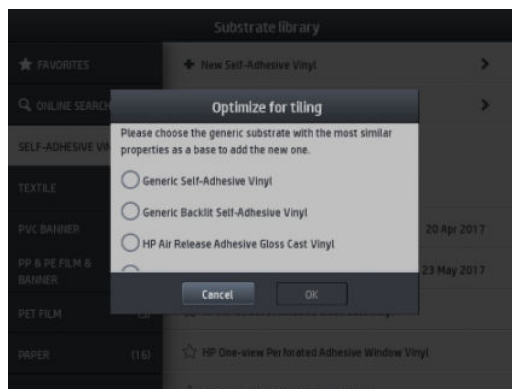 Substrate library
FAVORITES
New Self-Adhesive Vinyl
ONLINE SEARCH
Optimize for tiling
Please choose the generic substrate with the most similar
properties as a base to add the new one.
SELF-ADHESIVE VIN
Generic Self-Adhesive Vinyl
TEXTILE
Generic Backlit Self-Adhesive Vinyl
PVC BANNER
20 Apr 2017
HP Air Release Adhesive Gloss Cast Vinyl
PP & PE FILM &
BANNER
23 May 2017
Cancel
OK
PET FILM
PAPER (16)
HP One-view Perforated Adhesive Window Vinyl